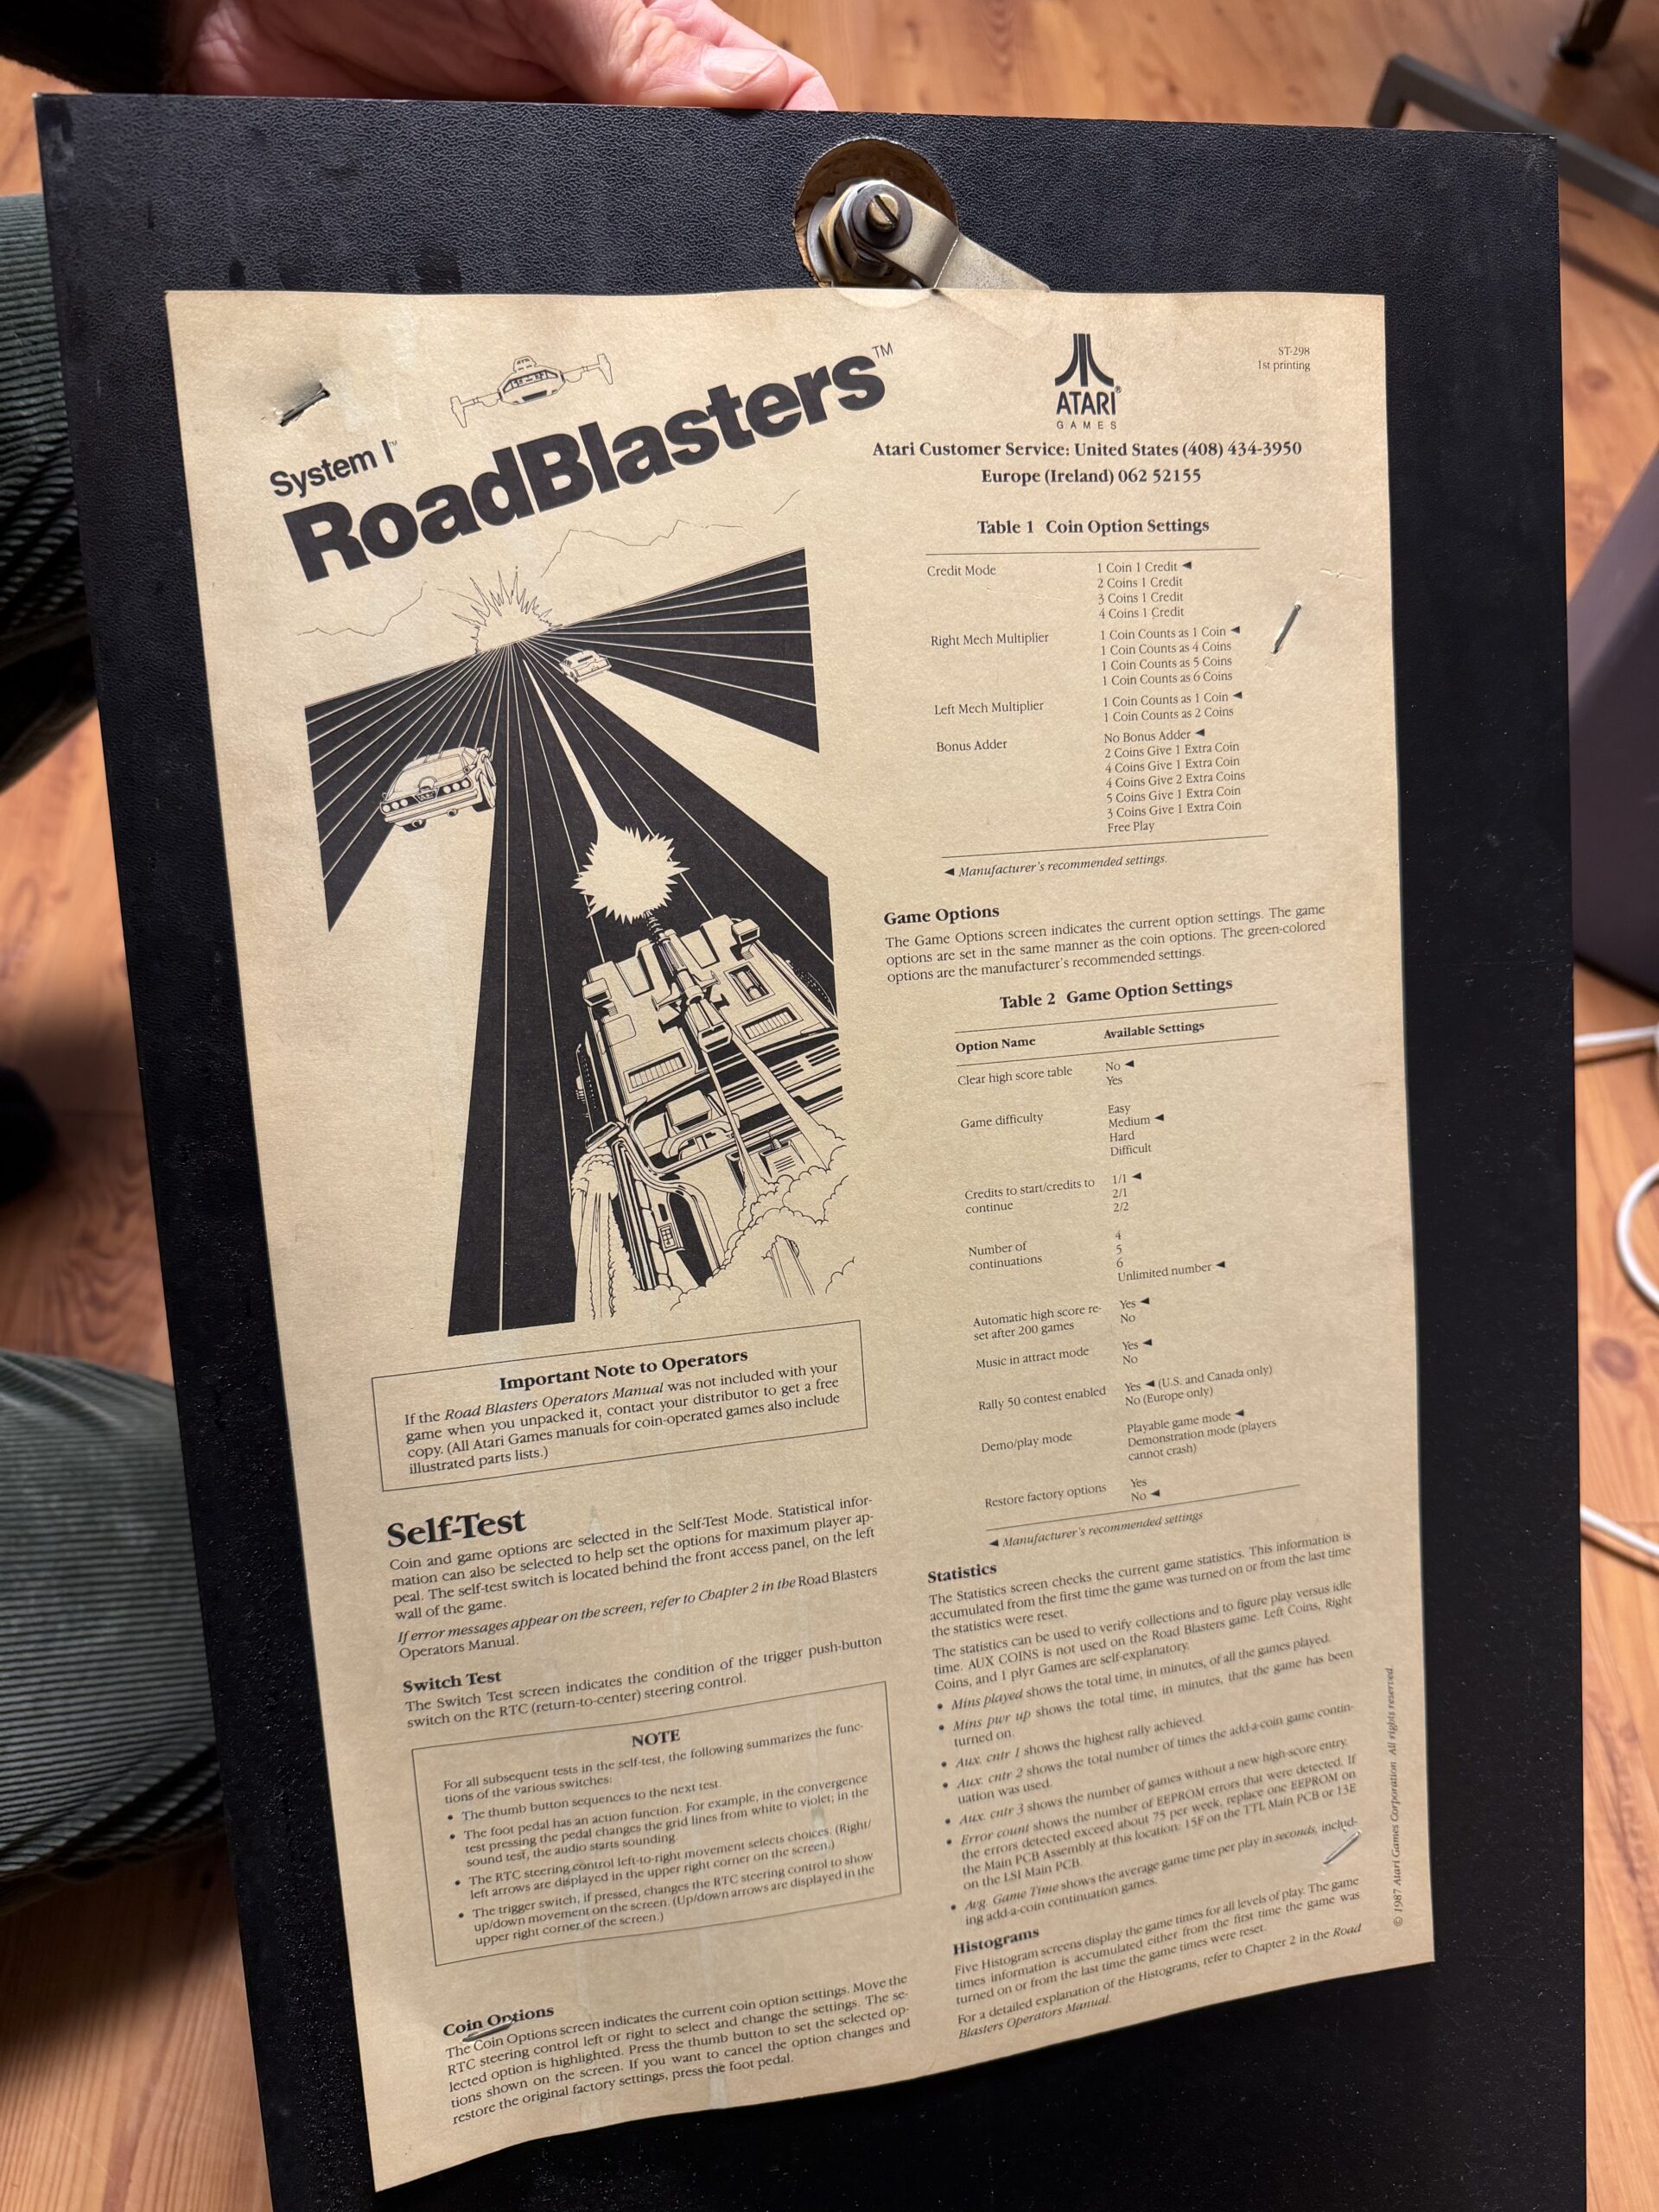 System I™
RoadBlasters™
ATARI®
GAMES
ST-298
1st printing
Atari Customer Service: United States (408) 434-3950
Europe (Ireland) 062 52155
Important Note to Operators
If the Road Blasters Operators Manual was not included with your
game when you unpacked it, contact your distributor to get a free
copy. (All Atari Games manuals for coin-operated games also include
illustrated parts lists.)
Self-Test
Coin and game options are selected in the Self-Test Mode. Statistical infor-
mation can also be selected to help set the options for maximum player ap-
peal. The self-test switch is located behind the front access panel, on the left
wall of the game.
If error messages appear on the screen, refer to Chapter 2 in the Road Blasters
Operators Manual.
Switch Test
The Switch Test screen indicates the condition of the trigger push-button
switch on the RTC (return-to-center) steering control.
NOTE
For all subsequent tests in the self-test, the following summarizes the func-
tions of the various switches:
• The thumb button sequences to the next test.
• The foot pedal has an action function. For example, in the convergence
test pressing the pedal changes the grid lines from white to violet; in the
sound test, the audio starts sounding.
• The RTC steering control left-to-right movement selects choices. (Right/
left arrows are displayed in the upper right corner on the screen.)
• The trigger switch, if pressed, changes the RTC steering control to show
up/down movement on the screen. (Up/down arrows are displayed in the
upper right corner of the screen.)
Coin Options
The Coin Options screen indicates the current coin option settings. Move the
RTC steering control left or right to select and change the settings. The se-
lected option is highlighted. Press the thumb button to set the selected op-
tions shown on the screen. If you want to cancel the option changes and
restore the original factory settings, press the foot pedal.
Table 1 Coin Option Settings
Credit Mode 1 Coin 1 Credit ◄
2 Coins 1 Credit
3 Coins 1 Credit
4 Coins 1 Credit
Right Mech Multiplier 1 Coin Counts as 1 Coin ◄
1 Coin Counts as 4 Coins
1 Coin Counts as 5 Coins
1 Coin Counts as 6 Coins
Left Mech Multiplier 1 Coin Counts as 1 Coin ◄
1 Coin Counts as 2 Coins
Bonus Adder No Bonus Adder ◄
2 Coins Give 1 Extra Coin
4 Coins Give 1 Extra Coin
4 Coins Give 2 Extra Coins
5 Coins Give 1 Extra Coin
3 Coins Give 1 Extra Coin
Free Play
◄ Manufacturer's recommended settings.
Game Options
The Game Options screen indicates the current option settings. The game
options are set in the same manner as the coin options. The green-colored
options are the manufacturer's recommended settings.
Table 2 Game Option Settings
Option Name Available Settings
Clear high score table No ◄
Yes
Game difficulty Easy
Medium ◄
Hard
Difficult
Credits to start/credits to 1/1 ◄
continue 2/1
2/2
Number of 4
continuations 5
6
Unlimited number ◄
Automatic high score re- Yes ◄
set after 200 games No
Music in attract mode Yes ◄
No
Rally 50 contest enabled Yes ◄ (U.S. and Canada only)
No (Europe only)
Demo/play mode Playable game mode ◄
Demonstration mode (players
cannot crash)
Restore factory options Yes
No ◄
◄ Manufacturer's recommended settings
Statistics
The Statistics screen checks the current game statistics. This information is
accumulated from the first time the game was turned on or from the last time
the statistics were reset.
The statistics can be used to verify collections and to figure play versus idle
time. AUX COINS is not used on the Road Blasters game. Left Coins, Right
Coins, and 1 plyr Games are self-explanatory.
• Mins played shows the total time, in minutes, of all the games played.
• Mins pwr up shows the total time, in minutes, that the game has been
turned on.
• Aux. cntr 1 shows the highest rally achieved.
• Aux. cntr 2 shows the total number of times the add-a-coin game contin-
uation was used.
• Aux. cntr 3 shows the number of games without a new high-score entry.
• Error count shows the number of EEPROM errors that were detected. If
the errors detected exceed about 75 per week, replace one EEPROM on
the Main PCB Assembly at this location: 15F on the TTL Main PCB or 13E
on the LSI Main PCB.
• Avg. Game Time shows the average game time per play in seconds, includ-
ing add-a-coin continuation games.
Histograms
Five Histogram screens display the game times for all levels of play. The game
times information is accumulated either from the first time the game was
turned on or from the last time the game times were reset.
For a detailed explanation of the Histograms, refer to Chapter 2 in the Road
Blasters Operators Manual.
© 1987 Atari Games Corporation. All rights reserved.